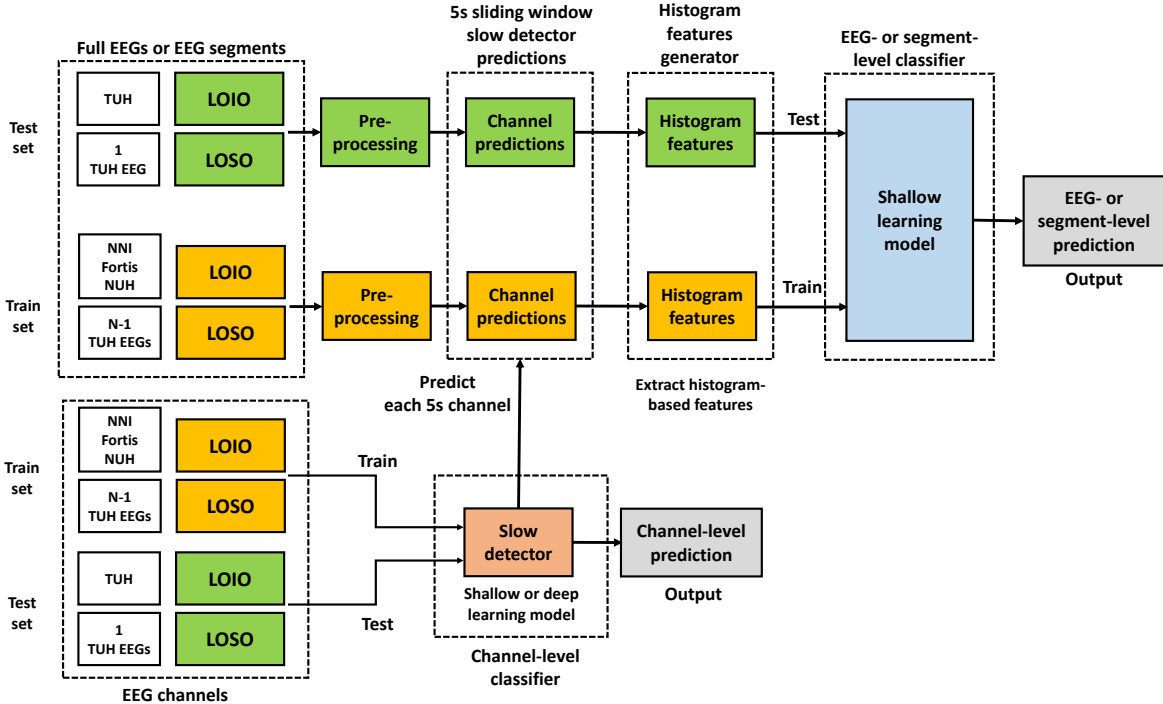 5s sliding window
slow detector
predictions
Histogram
features
generator
Full EEGs or EEG segments
EEG- or segment-
level classifier
Test
set
TUH
LOIO
1
TUH EEG
LOSO
Pre-
processing
Channel
predictions
Histogram
features
Test
Shallow
learning
model
EEG- or
segment-level
prediction
Output
Train
set
NNI
Fortis
NUH
LOIO
N-1
TUH EEGs
LOSO
Pre-
processing
Channel
predictions
Histogram
features
Train
Predict
each 5s channel
Extract histogram-
based features
Train
set
NNI
Fortis
NUH
LOIO
N-1
TUH EEGs
LOSO
Train
Test
set
TUH
LOIO
1
TUH EEGs
LOSO
Test
Slow
detector
Shallow or deep
learning model
Channel-level
classifier
Channel-level
prediction
Output
EEG channels